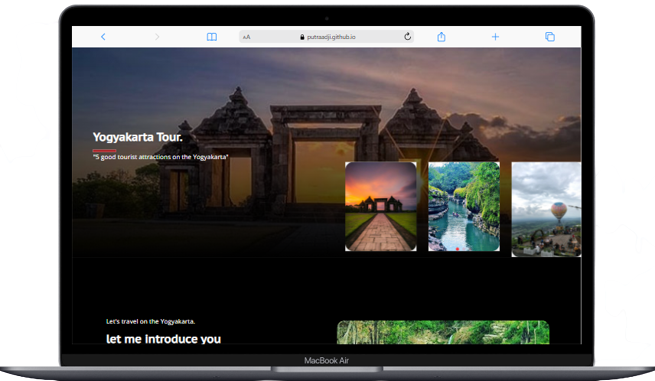 AA putraadji.github.io
Yogyakarta Tour.
"5 good tourist attractions on the Yogyakarta"
Let's travel on the Yogyakarta.
let me introduce you
MacBook Air